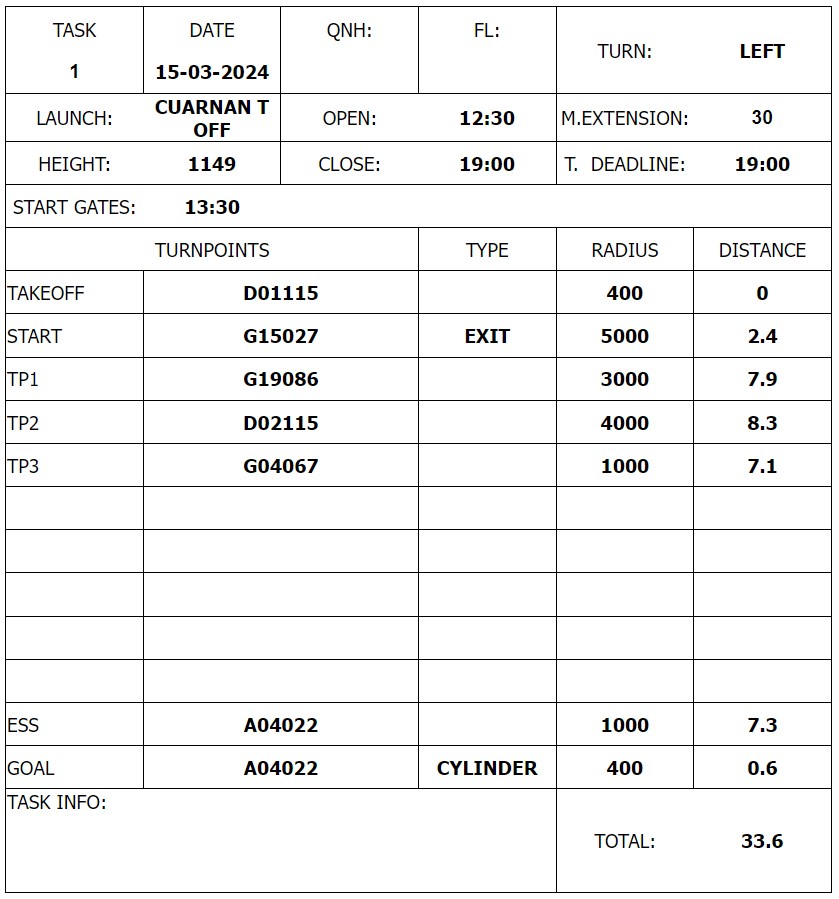 TASK DATE QNH: FL: TURN: LEFT
1 15-03-2024
LAUNCH: CUARNAN T OPEN: 12:30 M.EXTENSION: 30
OFF
HEIGHT: 1149 CLOSE: 19:00 T. DEADLINE: 19:00
START GATES: 13:30
TURNPOINTS TYPE RADIUS DISTANCE
TAKEOFF D01115 400 0
START G15027 EXIT 5000 2.4
TP1 G19086 3000 7.9
TP2 D02115 4000 8.3
TP3 G04067 1000 7.1
ESS A04022 1000 7.3
GOAL A04022 CYLINDER 400 0.6
TASK INFO:
TOTAL: 33.6